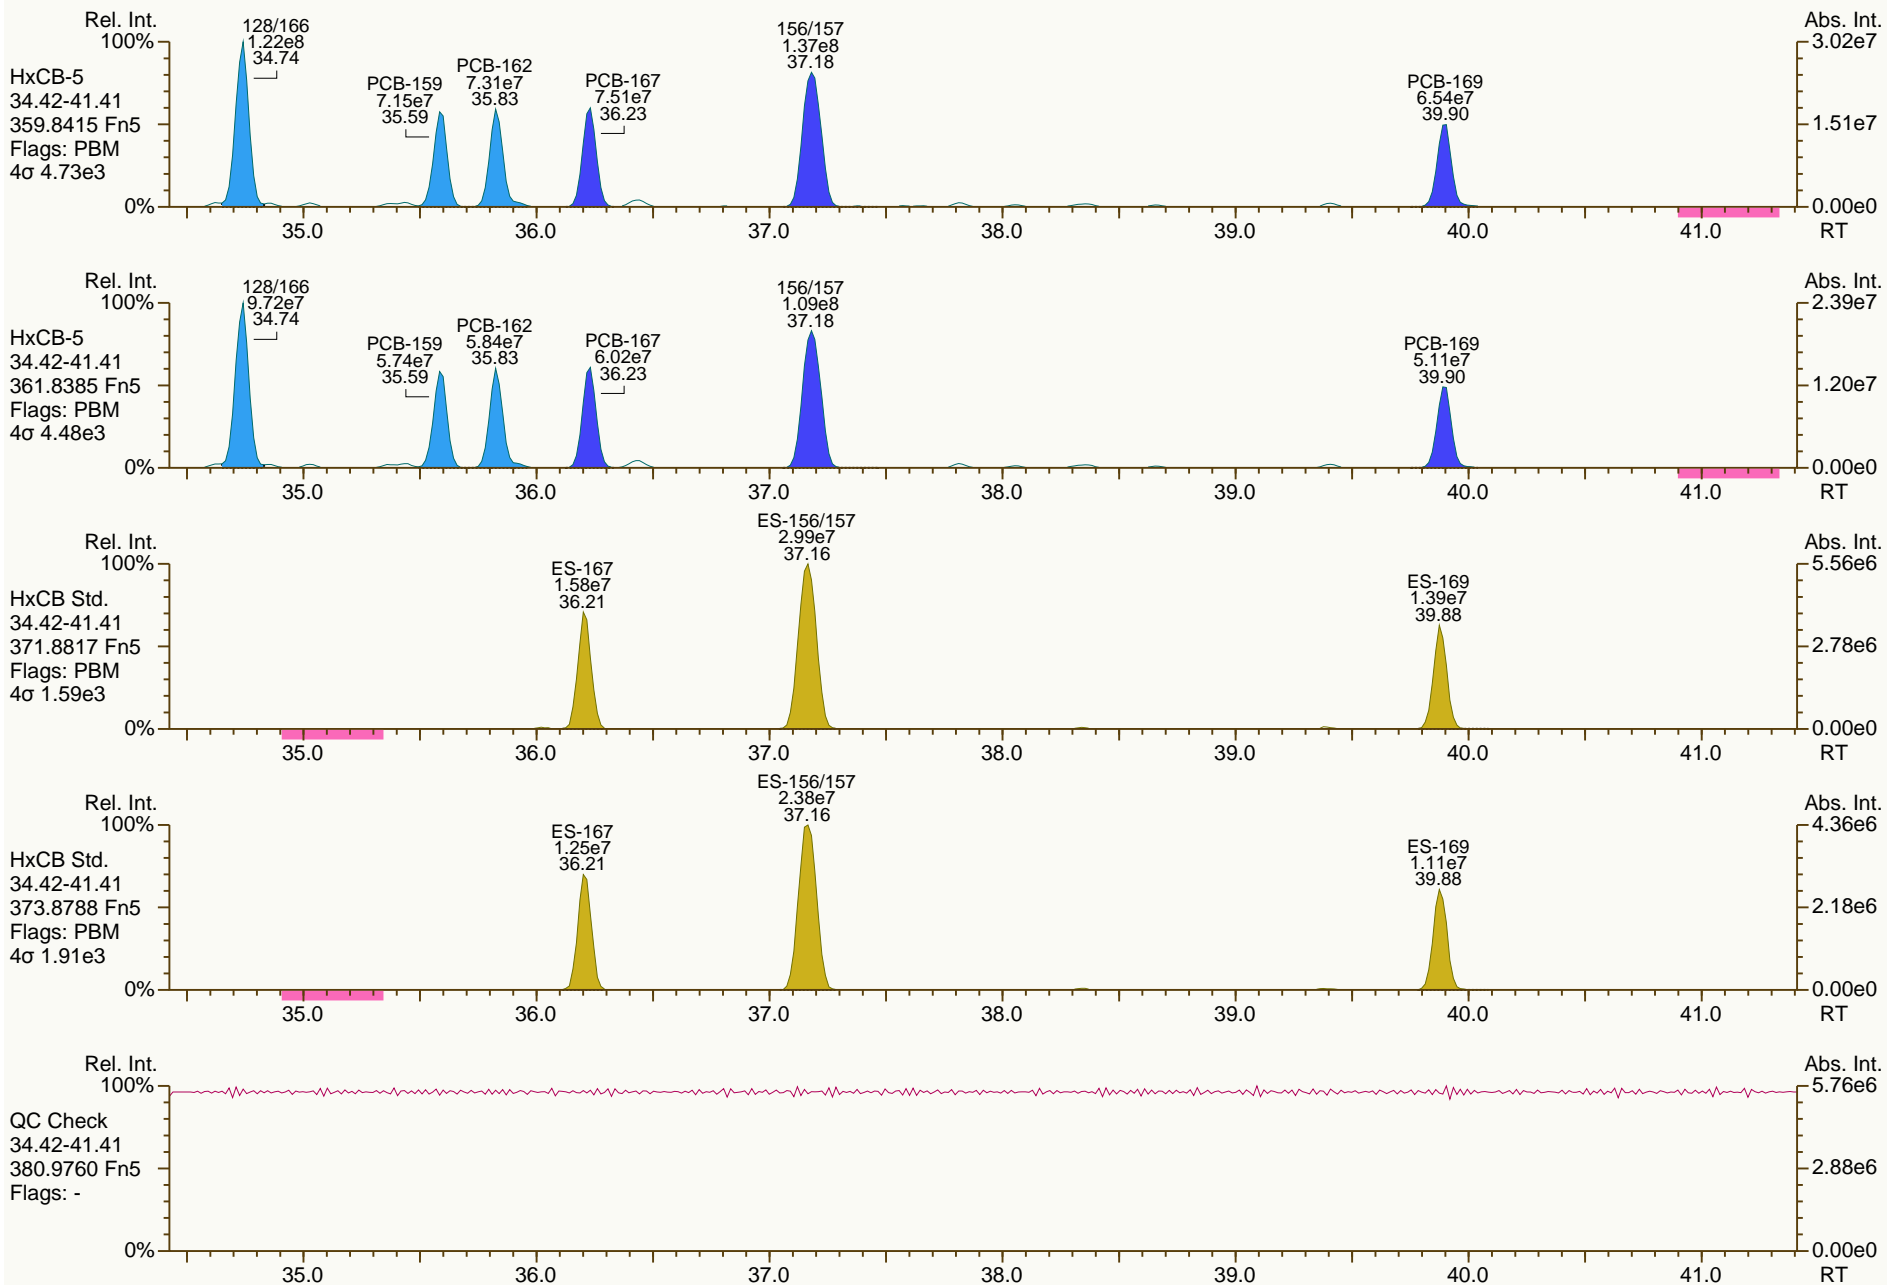 Rel. Int.
Abs. Int.
100%
50%
0%
3.02e7
1.51e7
0.00e0
HxCB-5
34.42-41.41
359.8415 Fn5
Flags: PBM
4σ 4.73e3
128/166
1.22e8
34.74
PCB-159
7.15e7
35.59
PCB-162
7.31e7
35.83
PCB-167
7.51e7
36.23
156/157
1.37e8
37.18
PCB-169
6.54e7
39.90
35.0 36.0 37.0 38.0 39.0 40.0 41.0 RT
Rel. Int.
Abs. Int.
100%
0%
2.39e7
1.20e7
0.00e0
HxCB-5
34.42-41.41
361.8385 Fn5
Flags: PBM
4σ 4.48e3
128/166
9.72e7
34.74
PCB-159
5.74e7
35.59
PCB-162
5.84e7
35.83
PCB-167
6.02e7
36.23
156/157
1.09e8
37.18
PCB-169
5.11e7
39.90
35.0 36.0 37.0 38.0 39.0 40.0 41.0 RT
Rel. Int.
Abs. Int.
100%
0%
5.56e6
2.78e6
0.00e0
HxCB Std.
34.42-41.41
371.8817 Fn5
Flags: PBM
4σ 1.59e3
ES-167
1.58e7
36.21
ES-156/157
2.99e7
37.16
ES-169
1.39e7
39.88
35.0 36.0 37.0 38.0 39.0 40.0 41.0 RT
Rel. Int.
Abs. Int.
100%
0%
4.36e6
2.18e6
0.00e0
HxCB Std.
34.42-41.41
373.8788 Fn5
Flags: PBM
4σ 1.91e3
ES-167
1.25e7
36.21
ES-156/157
2.38e7
37.16
ES-169
1.11e7
39.88
35.0 36.0 37.0 38.0 39.0 40.0 41.0 RT
Rel. Int.
Abs. Int.
100%
0%
5.76e6
2.88e6
0.00e0
QC Check
34.42-41.41
380.9760 Fn5
Flags: -
35.0 36.0 37.0 38.0 39.0 40.0 41.0 RT